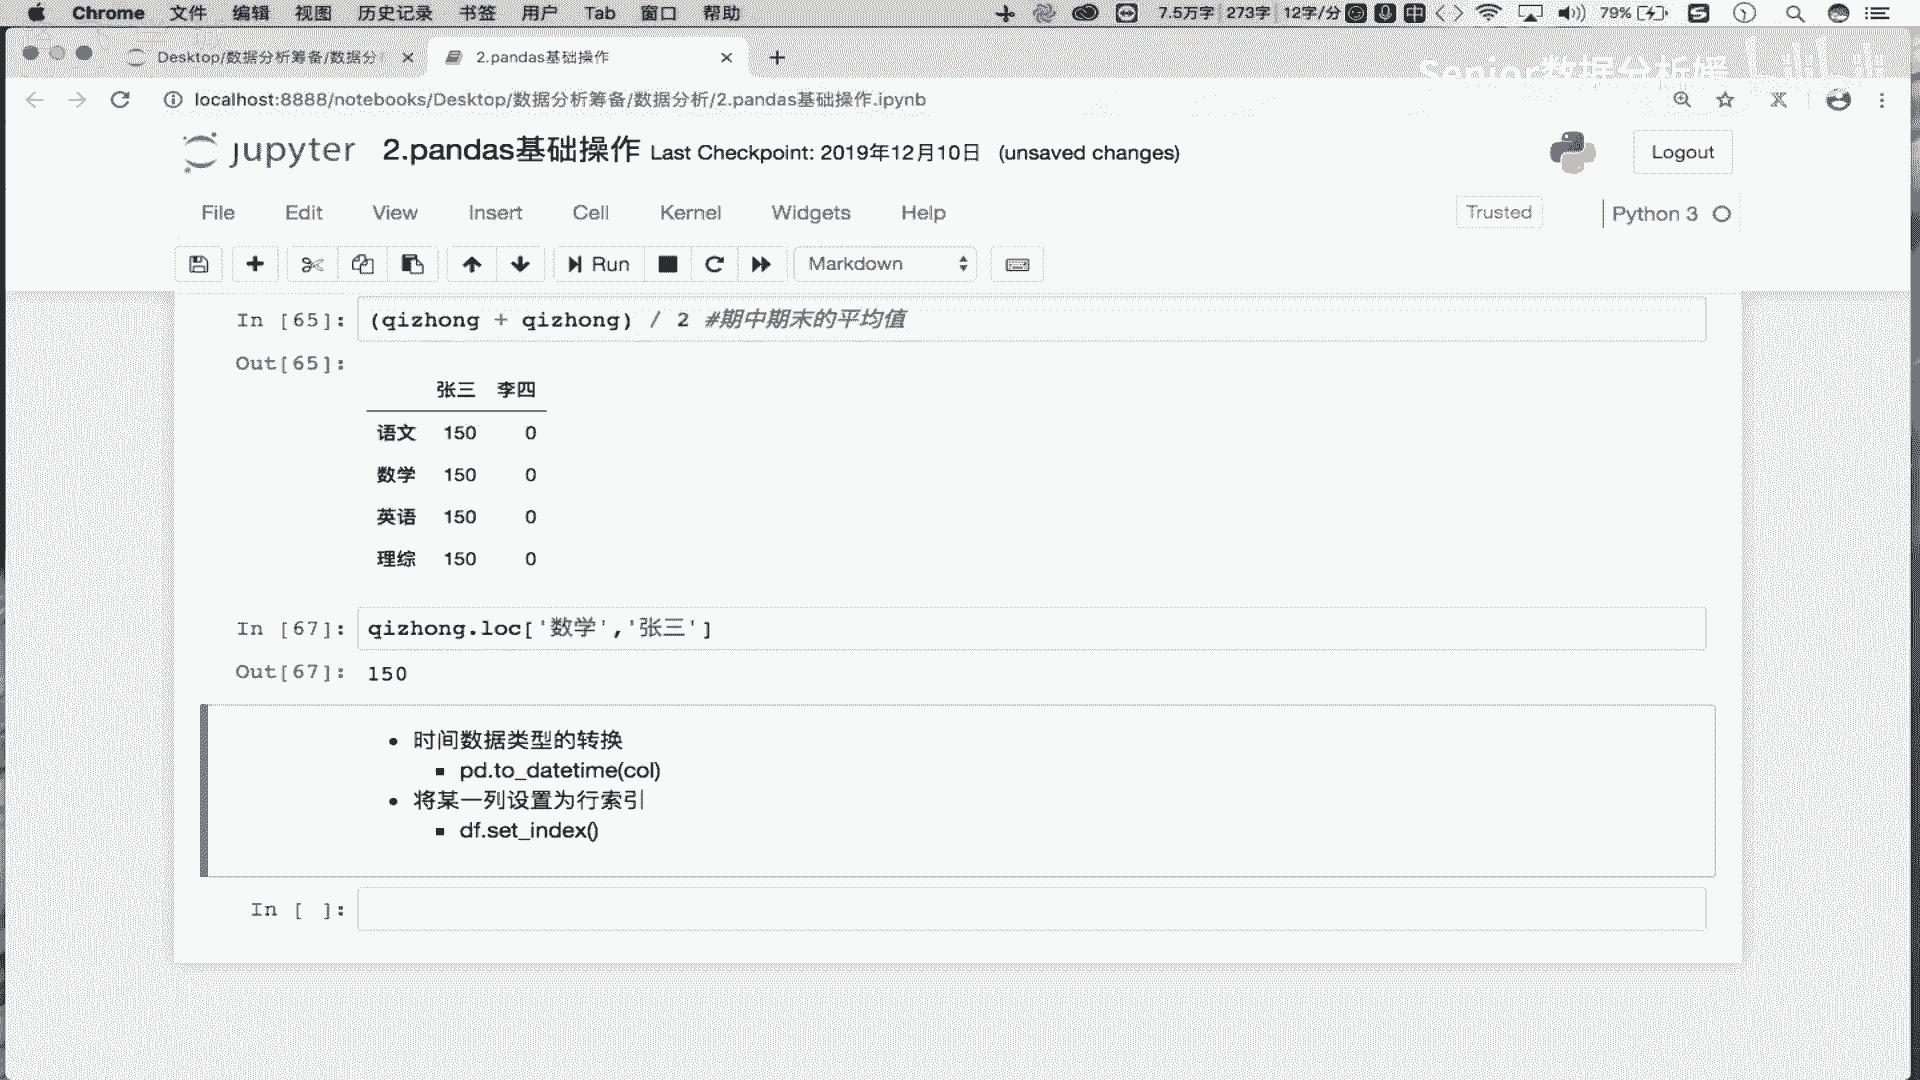 Chrome 文件 编辑 视图 历史记录 书签 用户 Tab 窗口 帮助 7.5万字 273字 12字/分 中 79%
Desktop/数据分析筹备/数据分 2.pandas基础操作
Senior数据分析媛 bilibili
localhost:8888/notebooks/Desktop/数据分析筹备/数据分析/2.pandas基础操作.ipynb
jupyter 2.pandas基础操作 Last Checkpoint: 2019年12月10日 (unsaved changes) Logout
File Edit View Insert Cell Kernel Widgets Help Trusted Python 3
Run Markdown
In [65]: (qizhong + qizhong) / 2 #期中期末的平均值
Out[65]:
张三 李四
语文 150 0
数学 150 0
英语 150 0
理综 150 0
In [67]: qizhong.loc['数学','张三']
Out[67]: 150
时间数据类型的转换
pd.to_datetime(col)
将某一列设置为行索引
df.set_index()
In [ ]: